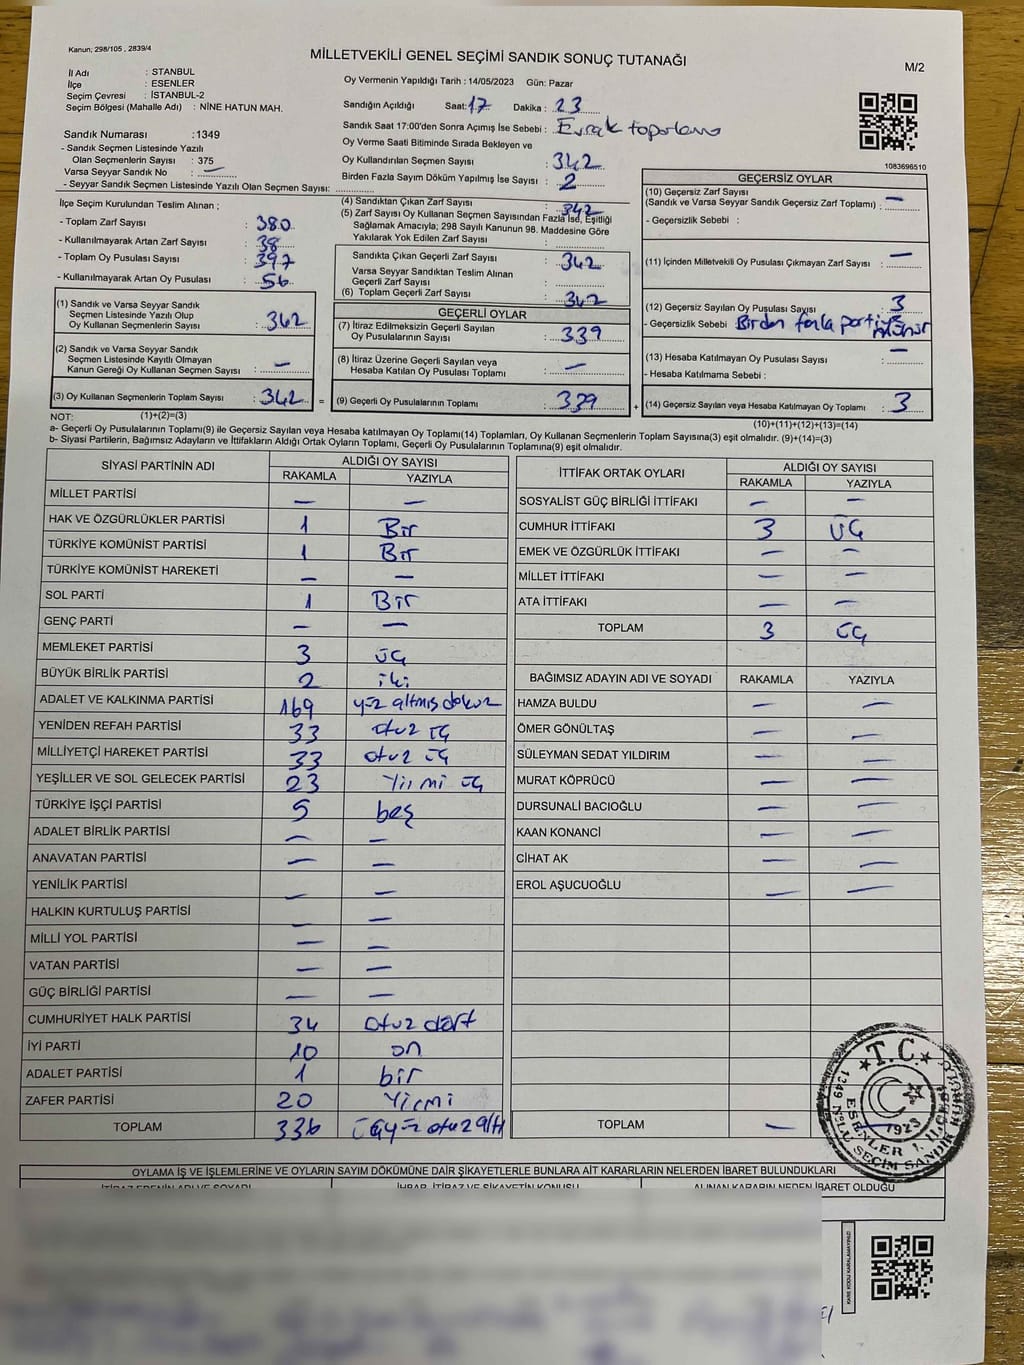 Kanun; 298/105 , 2839/4
MİLLETVEKİLİ GENEL SEÇİMİ SANDIK SONUÇ TUTANAĞI
M/2
İl Adı : STANBUL
İlçe : ESENLER
Seçim Çevresi : İSTANBUL-2
Seçim Bölgesi (Mahalle Adı) : NİNE HATUN MAH.
Oy Vermenin Yapıldığı Tarih : 14/05/2023 Gün: Pazar
Sandığın Açıldığı Saat: 17 Dakika : 23
Sandık Saat 17:00'den Sonra Açımış İse Sebebi : Evrak toparlama
Oy Verme Saati Bitiminde Sırada Bekleyen ve
Oy Kullandırılan Seçmen Sayısı : 342
Birden Fazla Sayım Döküm Yapılmış İse Sayısı : 2
Sandık Numarası :1349
- Sandık Seçmen Listesinde Yazılı
Olan Seçmenlerin Sayısı : 375
Varsa Seyyar Sandık No : —
- Seyyar Sandık Seçmen Listesinde Yazılı Olan Seçmen Sayısı:
1083696510
İlçe Seçim Kurulundan Teslim Alınan ;
- Toplam Zarf Sayısı : 380
- Kullanılmayarak Artan Zarf Sayısı : 38
- Toplam Oy Pusulası Sayısı : 397
- Kullanılmayarak Artan Oy Pusulası : 56
(1) Sandık ve Varsa Seyyar Sandık
Seçmen Listesinde Yazılı Olup
Oy Kullanan Seçmenlerin Sayısı : 342
(2) Sandık ve Varsa Seyyar Sandık
Seçmen Listesinde Kayıtlı Olmayan
Kanun Gereği Oy Kullanan Seçmen Sayısı : —
(3) Oy Kullanan Seçmenlerin Toplam Sayısı : 342 =
(4) Sandıktan Çıkan Zarf Sayısı : 342
(5) Zarf Sayısı Oy Kullanan Seçmen Sayısından Fazla İse, Eşitliği
Sağlamak Amacıyla; 298 Sayılı Kanunun 98. Maddesine Göre
Yakılarak Yok Edilen Zarf Sayısı :
Sandıkta Çıkan Geçerli Zarf Sayısı : 342
Varsa Seyyar Sandıktan Teslim Alınan
Geçerli Zarf Sayısı :
(6) Toplam Geçerli Zarf Sayısı : 342
GEÇERLİ OYLAR
(7) İtiraz Edilmeksizin Geçerli Sayılan
Oy Pusulalarının Sayısı : 339
(8) İtiraz Üzerine Geçerli Sayılan veya
Hesaba Katılan Oy Pusulası Toplamı : —
(9) Geçerli Oy Pusulalarının Toplamı : 339 +
GEÇERSİZ OYLAR
(10) Geçersiz Zarf Sayısı
(Sandık ve Varsa Seyyar Sandık Geçersiz Zarf Toplamı) : —
- Geçersizlik Sebebi :
(11) İçinden Milletvekili Oy Pusulası Çıkmayan Zarf Sayısı : —
(12) Geçersiz Sayılan Oy Pusulası Sayısı : 3
- Geçersizlik Sebebi Birden fazla partiye mühür
(13) Hesaba Katılmayan Oy Pusulası Sayısı : —
- Hesaba Katılmama Sebebi :
(14) Geçersiz Sayılan veya Hesaba Katılmayan Oy Toplamı : 3
NOT: (1)+(2)=(3) (10)+(11)+(12)+(13)=(14)
a- Geçerli Oy Pusulalarının Toplamı(9) ile Geçersiz Sayılan veya Hesaba Katılmayan Oy Toplamı(14) Toplamları, Oy Kullanan Seçmenlerin Toplam Sayısına(3) eşit olmalıdır. (9)+(14)=(3)
b- Siyasi Partilerin, Bağımsız Adayların ve İttifakların Aldığı Ortak Oyların Toplamı, Geçerli Oy Pusulalarının Toplamına(9) eşit olmalıdır.
SİYASİ PARTİNİN ADI ALDIĞI OY SAYISI
RAKAMLA YAZIYLA
MİLLET PARTİSİ — —
HAK VE ÖZGÜRLÜKLER PARTİSİ 1 Bir
TÜRKİYE KOMÜNİST PARTİSİ 1 Bir
TÜRKİYE KOMÜNİST HAREKETİ — —
SOL PARTİ 1 Bir
GENÇ PARTİ — —
MEMLEKET PARTİSİ 3 üç
BÜYÜK BİRLİK PARTİSİ 2 iki
ADALET VE KALKINMA PARTİSİ 169 yüz altmış dokuz
YENİDEN REFAH PARTİSİ 33 otuz üç
MİLLİYETÇİ HAREKET PARTİSİ 33 otuz üç
YEŞİLLER VE SOL GELECEK PARTİSİ 23 Yirmi üç
TÜRKİYE İŞÇİ PARTİSİ 5 beş
ADALET BİRLİK PARTİSİ — —
ANAVATAN PARTİSİ — —
YENİLİK PARTİSİ — —
HALKIN KURTULUŞ PARTİSİ — —
MİLLİ YOL PARTİSİ — —
VATAN PARTİSİ — —
GÜÇ BİRLİĞİ PARTİSİ — —
CUMHURİYET HALK PARTİSİ 34 otuz dört
İYİ PARTİ 10 on
ADALET PARTİSİ 1 bir
ZAFER PARTİSİ 20 Yirmi
TOPLAM 336 üçyüz otuz altı
İTTİFAK ORTAK OYLARI ALDIĞI OY SAYISI
RAKAMLA YAZIYLA
SOSYALİST GÜÇ BİRLİĞİ İTTİFAKI — —
CUMHUR İTTİFAKI 3 ÜÇ
EMEK VE ÖZGÜRLÜK İTTİFAKI — —
MİLLET İTTİFAKI — —
ATA İTTİFAKI — —
TOPLAM 3 ÜÇ
BAĞIMSIZ ADAYIN ADI VE SOYADI RAKAMLA YAZIYLA
HAMZA BULDU — —
ÖMER GÖNÜLTAŞ — —
SÜLEYMAN SEDAT YILDIRIM — —
MURAT KÖPRÜCÜ — —
DURSUNALİ BACIOĞLU — —
KAAN KONANCİ — —
CİHAT AK — —
EROL AŞUCUOĞLU — —
TOPLAM —
T.C.
1923
1349 NOLU SEÇİM SANDIK KURULU
ESENLER 1. İLÇE
OYLAMA İŞ VE İŞLEMLERİNE VE OYLARIN SAYIM DÖKÜMÜNE DAİR ŞİKAYETLERLE BUNLARA AİT KARARLARIN NELERDEN İBARET BULUNDUKLARI
İTİRAZ EDENİN ADI VE SOYADI İHBAR, İTİRAZ VE ŞİKAYETİN KONUSU ALINAN KARARIN NEDEN İBARET OLDUĞU
KARE KODU KARALAMAYINIZ!